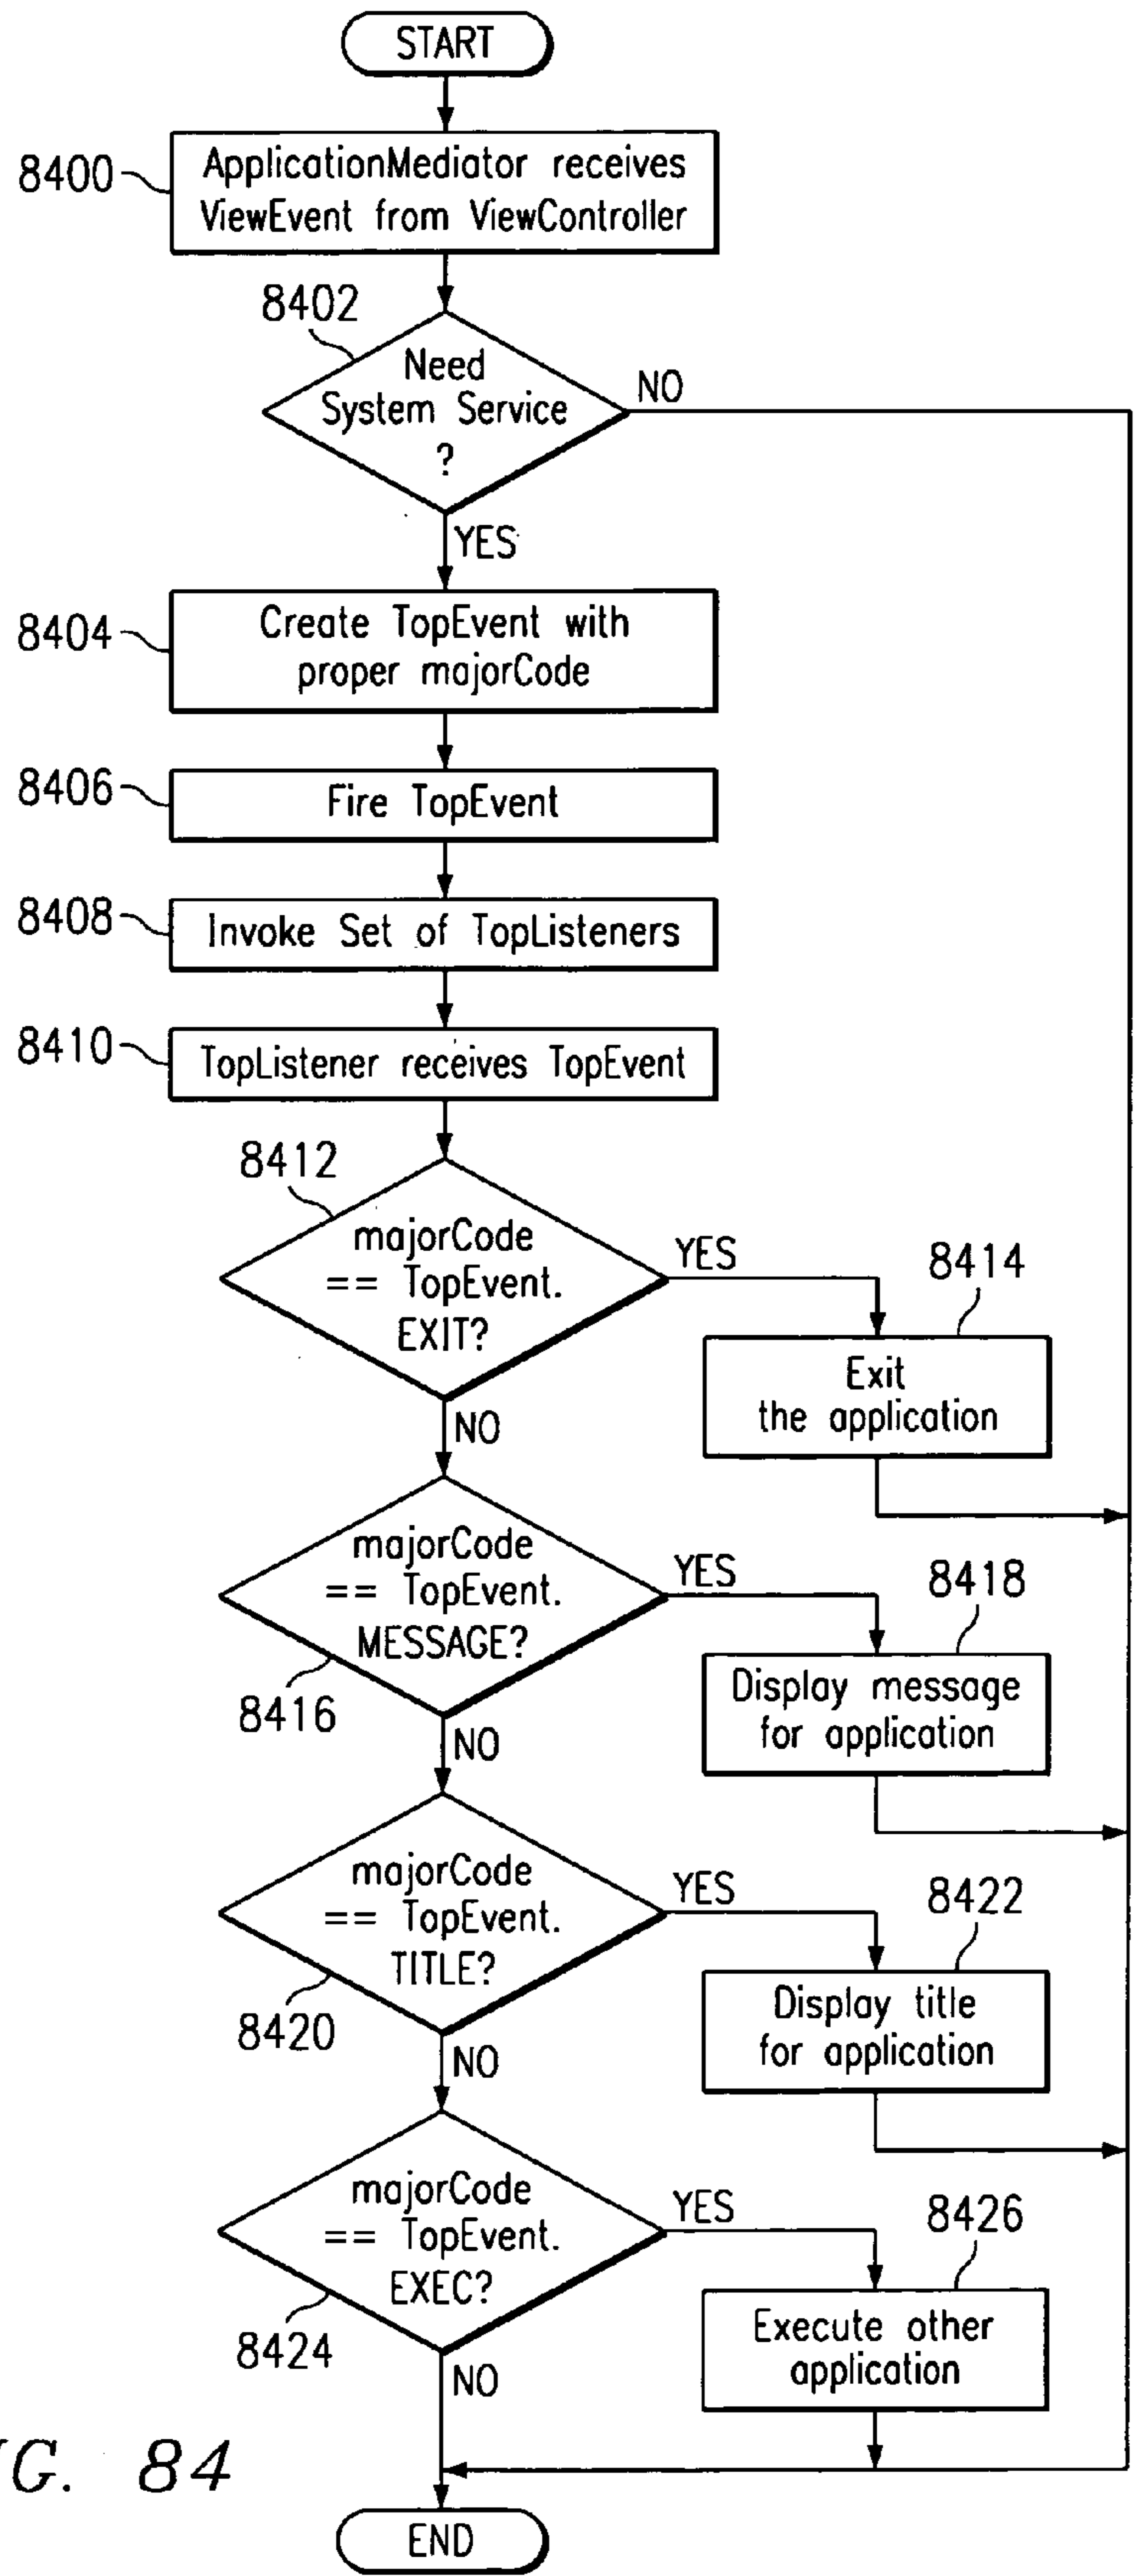 START
8400
ApplicationMediator receives
ViewEvent from ViewController
8402
Need
System Service
?
NO
YES
8404
Create TopEvent with
proper majorCode
8406
Fire TopEvent
8408
Invoke Set of TopListeners
8410
TopListener receives TopEvent
8412
majorCode
== TopEvent.
EXIT?
YES
8414
Exit
the application
NO
majorCode
== TopEvent.
MESSAGE?
YES
8418
Display message
for application
8416
NO
majorCode
== TopEvent.
TITLE?
YES
8422
Display title
for application
8420
NO
majorCode
== TopEvent.
EXEC?
YES
8426
Execute other
application
8424
NO
G. 84
END